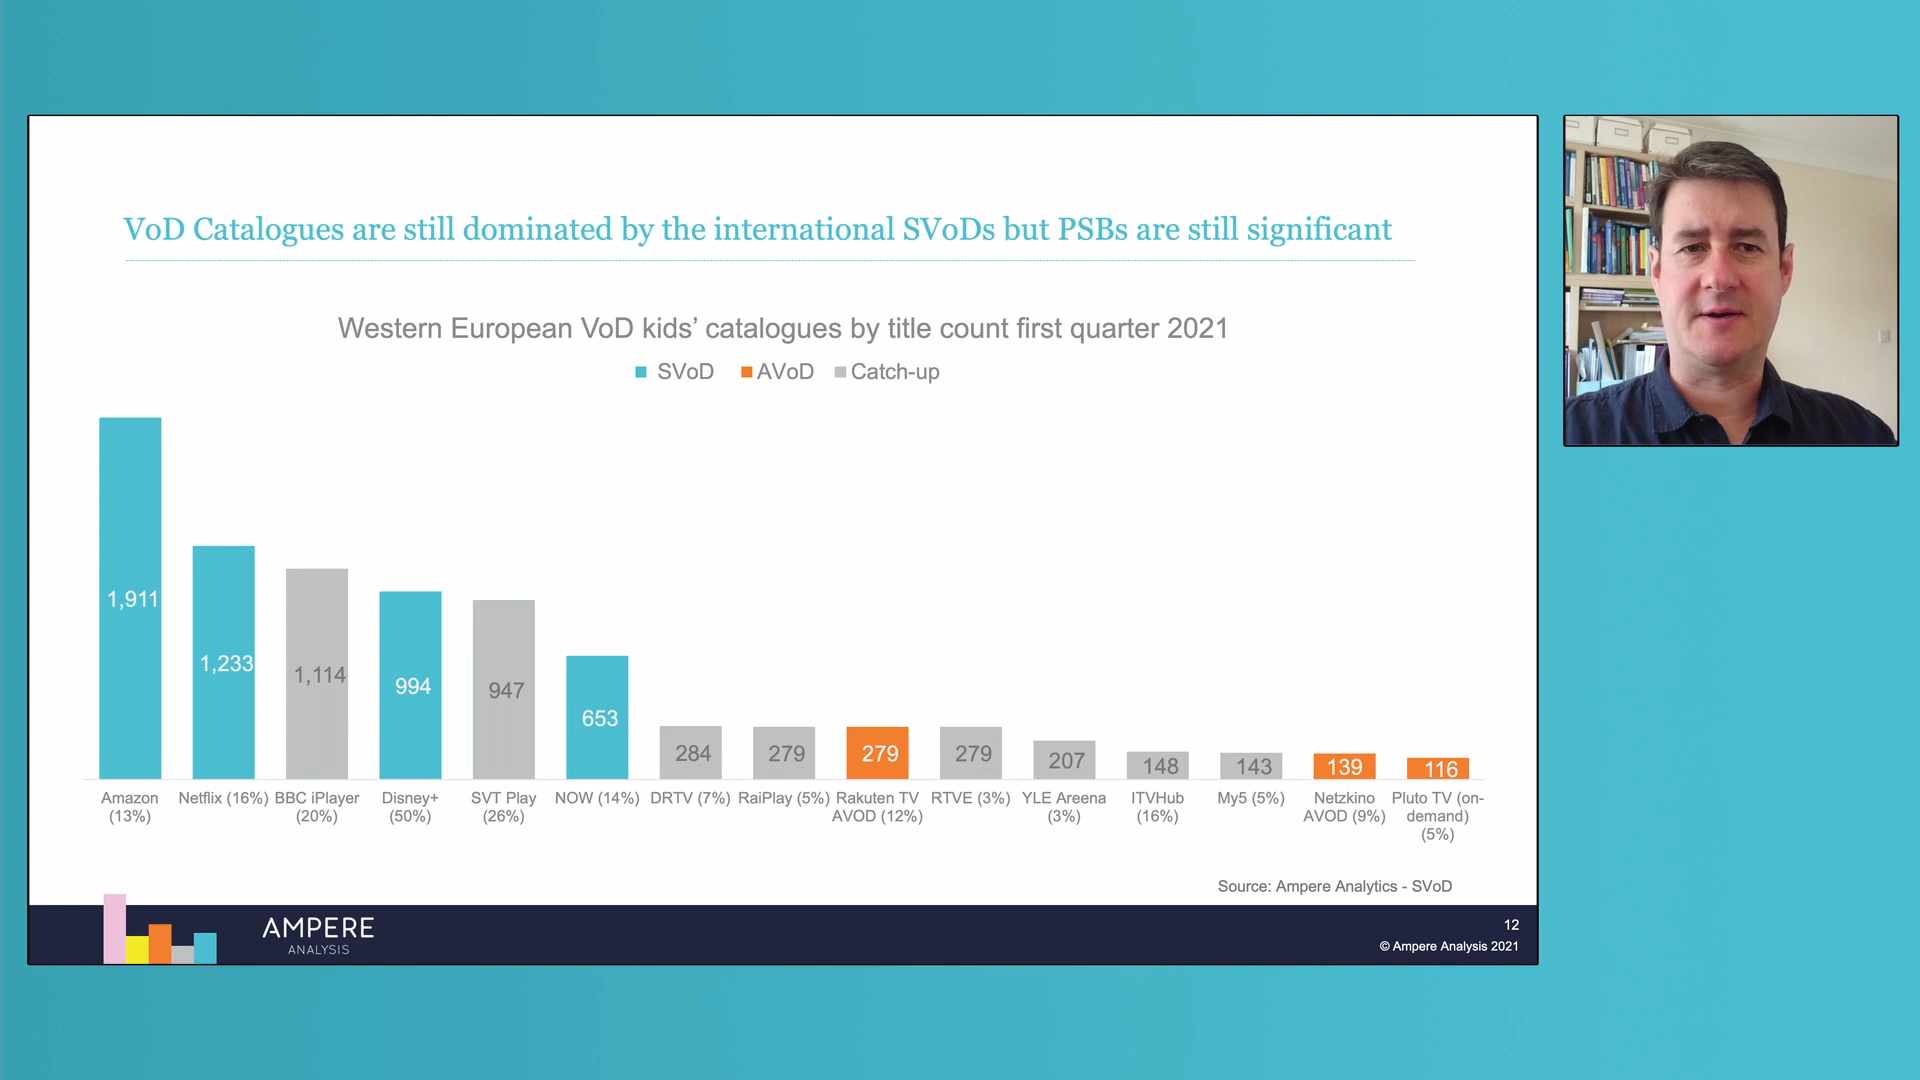 VoD Catalogues are still dominated by the international SVoDs but PSBs are still significant
Western European VoD kids’ catalogues by title count first quarter 2021
SVoD AVoD Catch-up
1,911
1,233
1,114
994
947
653
284
279
279
279
207
148
143
139
116
Amazon
(13%)
Netflix (16%)
BBC iPlayer
(20%)
Disney+
(50%)
SVT Play
(26%)
NOW (14%)
DRTV (7%)
RaiPlay (5%)
Rakuten TV
AVOD (12%)
RTVE (3%)
YLE Areena
(3%)
ITVHub
(16%)
My5 (5%)
Netzkino
AVOD (9%)
Pluto TV (on-
demand)
(5%)
Source: Ampere Analytics - SVoD
AMPERE
ANALYSIS
12
© Ampere Analysis 2021